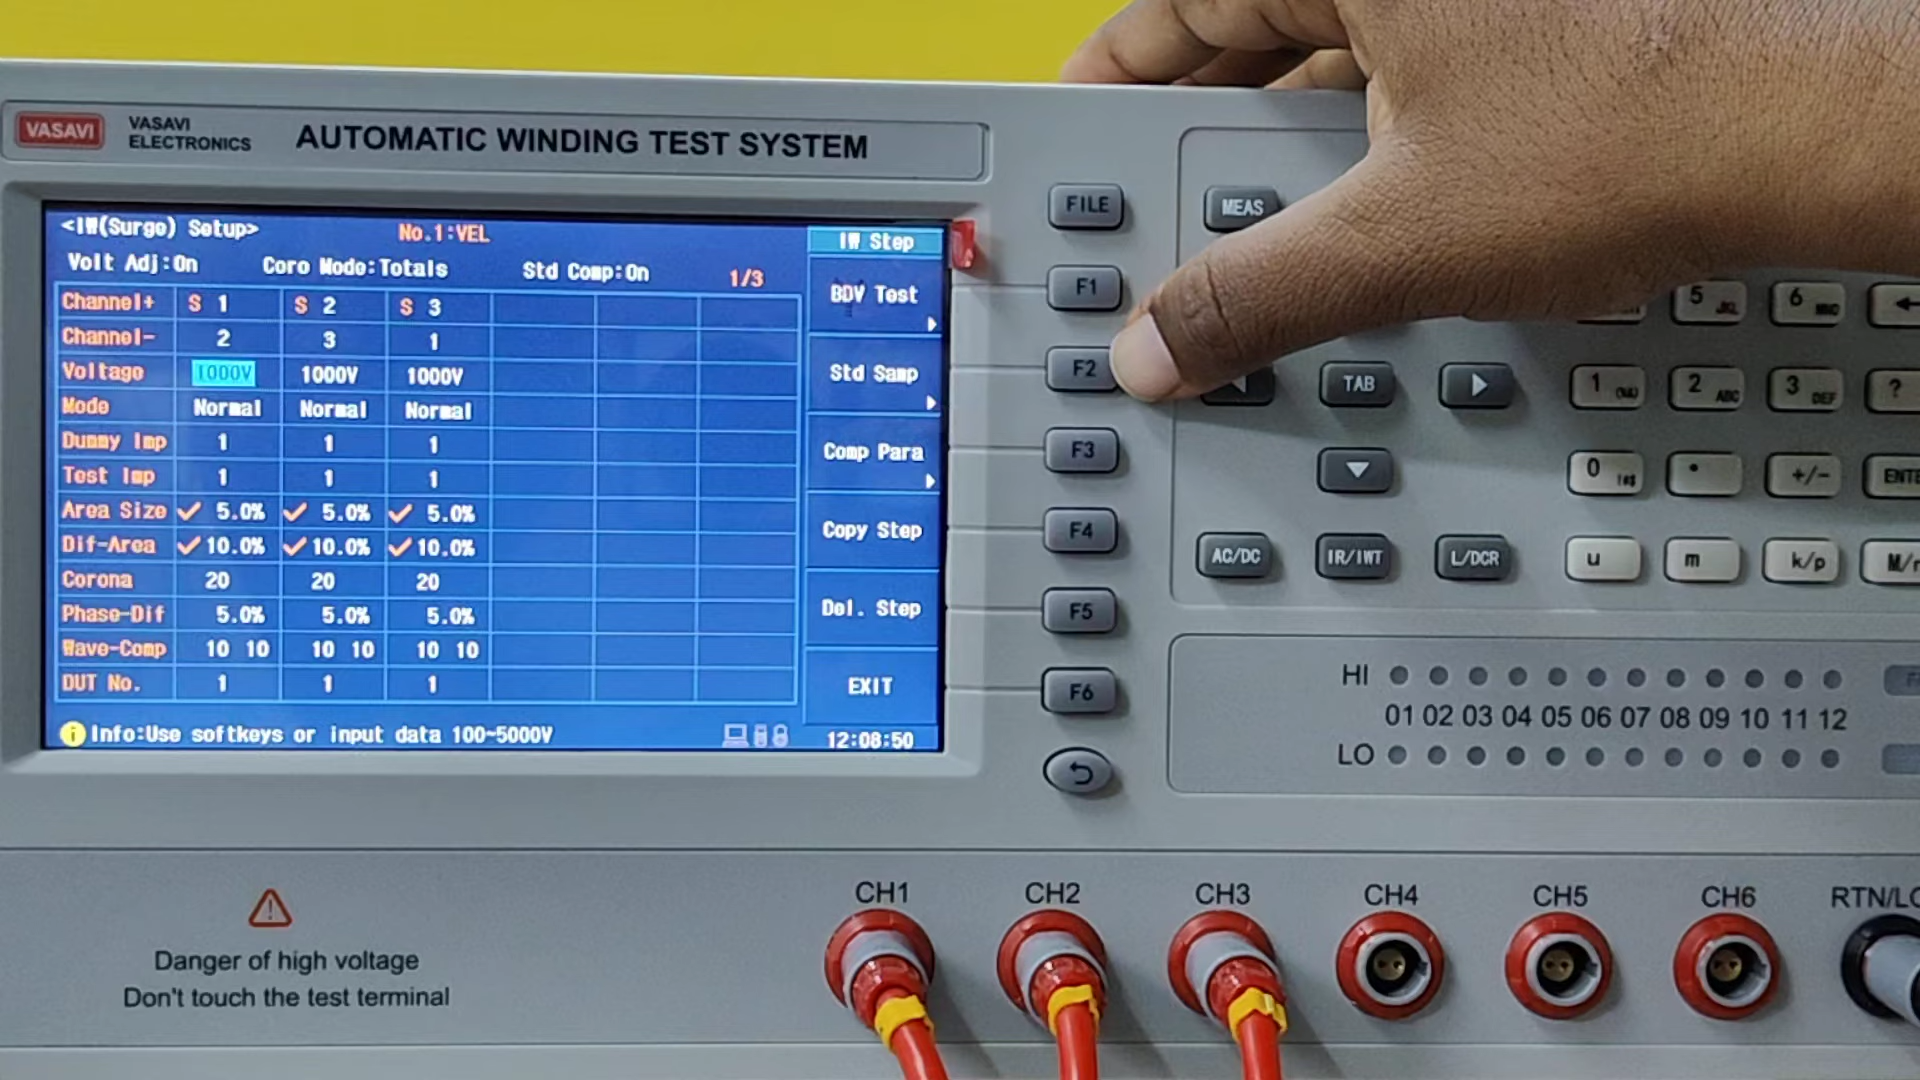 VASAVI
VASAVI ELECTRONICS
AUTOMATIC WINDING TEST SYSTEM
<IW(Surge) Setup>
No.1:VEL
Volt Adj:On Coro Mode:Totals Std Comp:On 1/3
Channel+ S 1 S 2 S 3
Channel- 2 3 1
Voltage 1000V 1000V 1000V
Mode Normal Normal Normal
Dummy Imp 1 1 1
Test Imp 1 1 1
Area Size ✓ 5.0% ✓ 5.0% ✓ 5.0%
Dif-Area ✓ 10.0% ✓ 10.0% ✓ 10.0%
Corona 20 20 20
Phase-Dif 5.0% 5.0% 5.0%
Wave-Comp 10 10 10 10 10 10
DUT No. 1 1 1
Info:Use softkeys or input data 100~5000V
IW Step
BDV Test
Std Samp
Comp Para
Copy Step
Del. Step
EXIT
12:08:50
FILE
F1
F2
F3
F4
F5
F6
MEAS
TAB
AC/DC IR/IWT L/DCR
5 JKL 6 MNO
1 2 ABC 3 DEF ?
0 !#$ . +/-
u m k/p
HI
01 02 03 04 05 06 07 08 09 10 11 12
LO
Danger of high voltage
Don't touch the test terminal
CH1 CH2 CH3 CH4 CH5 CH6